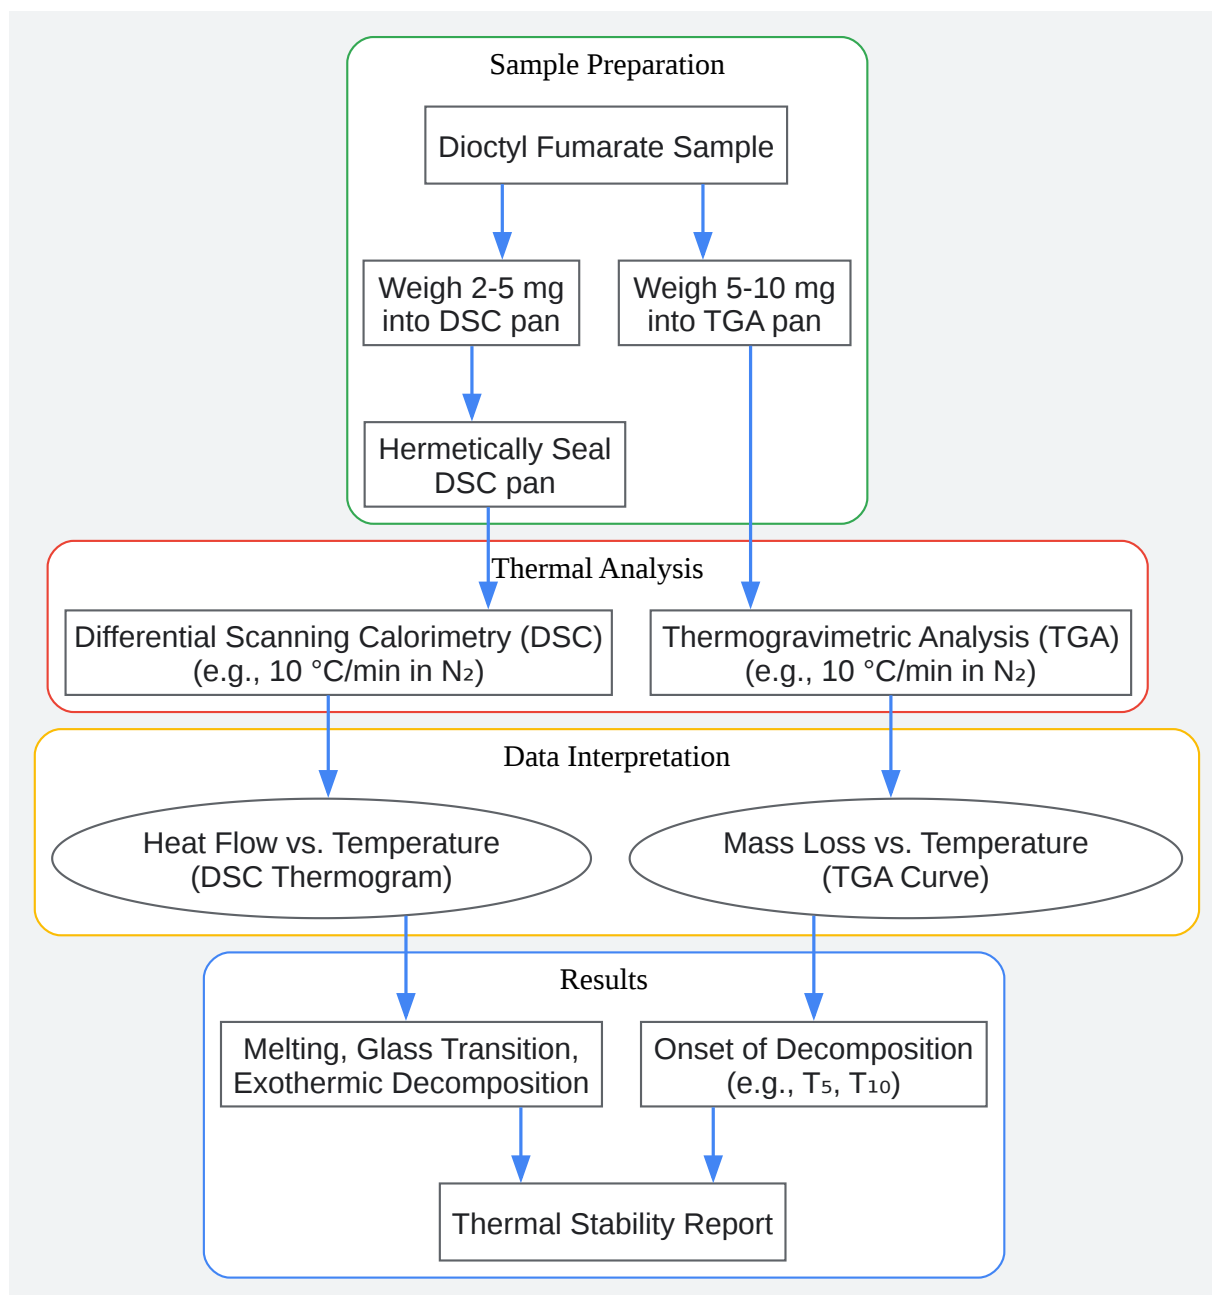 Sample Preparation
Dioctyl Fumarate Sample
Weigh 2-5 mg
into DSC pan
Weigh 5-10 mg
into TGA pan
Hermetically Seal
DSC pan
Thermal Analysis
Differential Scanning Calorimetry (DSC)
(e.g., 10 °C/min in N₂)
Thermogravimetric Analysis (TGA)
(e.g., 10 °C/min in N₂)
Data Interpretation
Heat Flow vs. Temperature
(DSC Thermogram)
Mass Loss vs. Temperature
(TGA Curve)
Results
Melting, Glass Transition,
Exothermic Decomposition
Onset of Decomposition
(e.g., T₅, T₁₀)
Thermal Stability Report